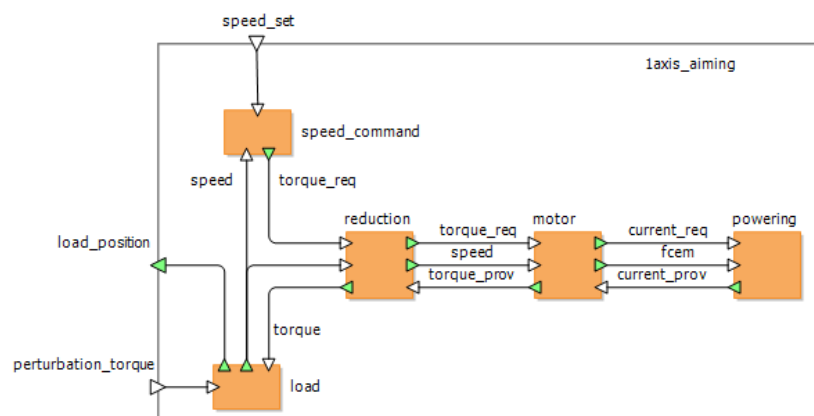 speed_set
1axis_aiming
speed_command
speed
torque_req
reduction
torque_req
motor
current_req
powering
load_position
speed
fcem
torque_prov
current_prov
torque
perturbation_torque
load